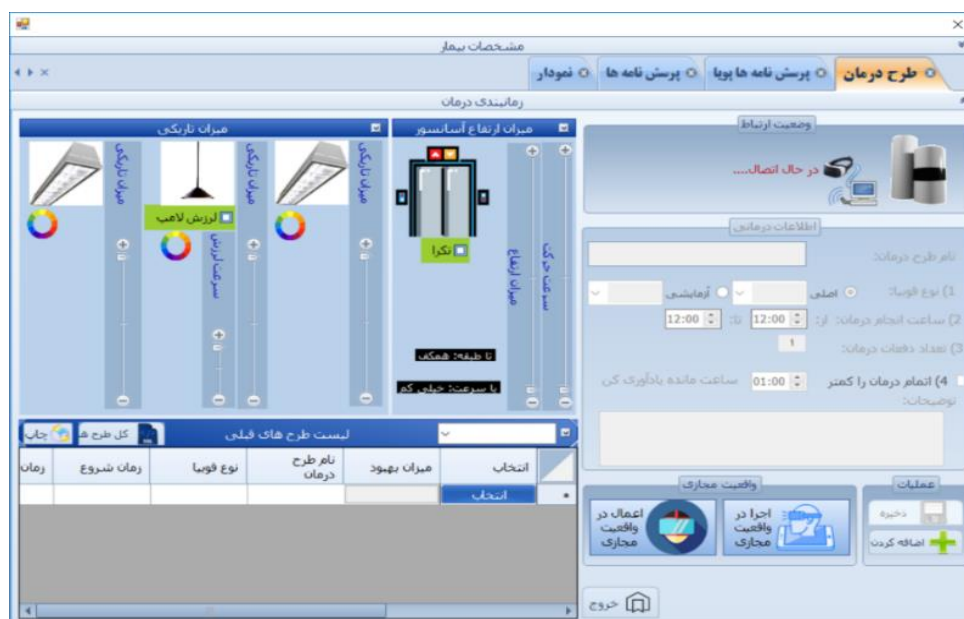 مشخصات بیمار
طرح درمان
پرسش نامه ها پویا
پرسش نامه ها
نمودار
زمانبندی درمان
وضعیت ارتباط
در حال اتصال....
اطلاعات درمانی
نام طرح درمان:
1) نوع فوبیا: اصلی آزمایشی
2) ساعت انجام درمان: از: 12:00 تا: 12:00
3) تعداد دفعات درمان: 1
4) اتمام درمان را کمتر 01:00 ساعت مانده یادآوری کن
توضیحات:
عملیات
ذخیره
اضافه کردن
واقعیت مجازی
اجرا در واقعیت مجازی
اعمال در واقعیت مجازی
خروج
میزان ارتفاع آسانسور
تکرا
سرعت حرکت
میزان ارتفاع
تا طبقه: همکف
با سرعت: خیلی کم
میزان تاریکی
میزان تاریکی
میزان تاریکی
لرزش لامپ
سرعت لرزش
میزان تاریکی
لیست طرح های قبلی
کل طرح ها
چاپ
انتخاب
میزان بهبود
نام طرح درمان
نوع فوبیا
زمان شروع
زمان
انتخاب